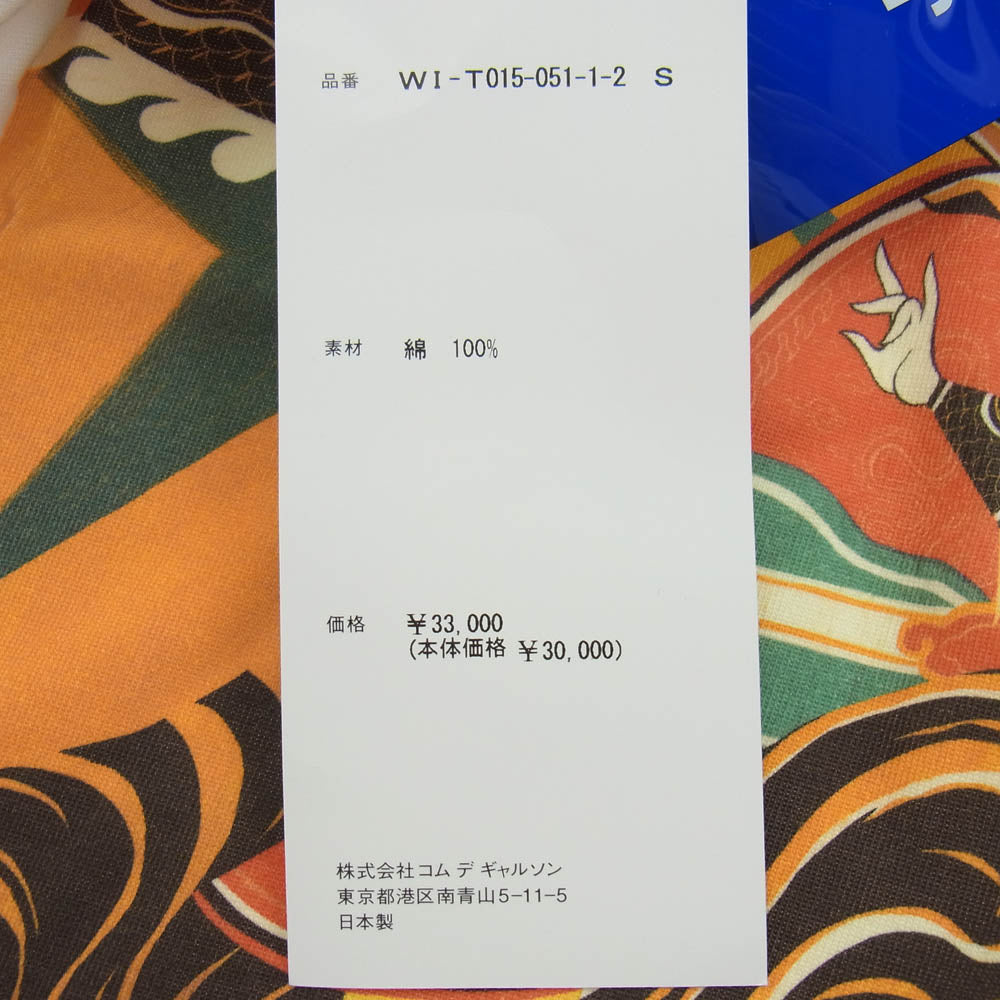 品番 WI-T015-051-1-2 S
素材 綿 100%
価格 ¥33,000
(本体価格 ¥30,000)
株式会社コム デ ギャルソン
東京都港区南青山5-11-5
日本製